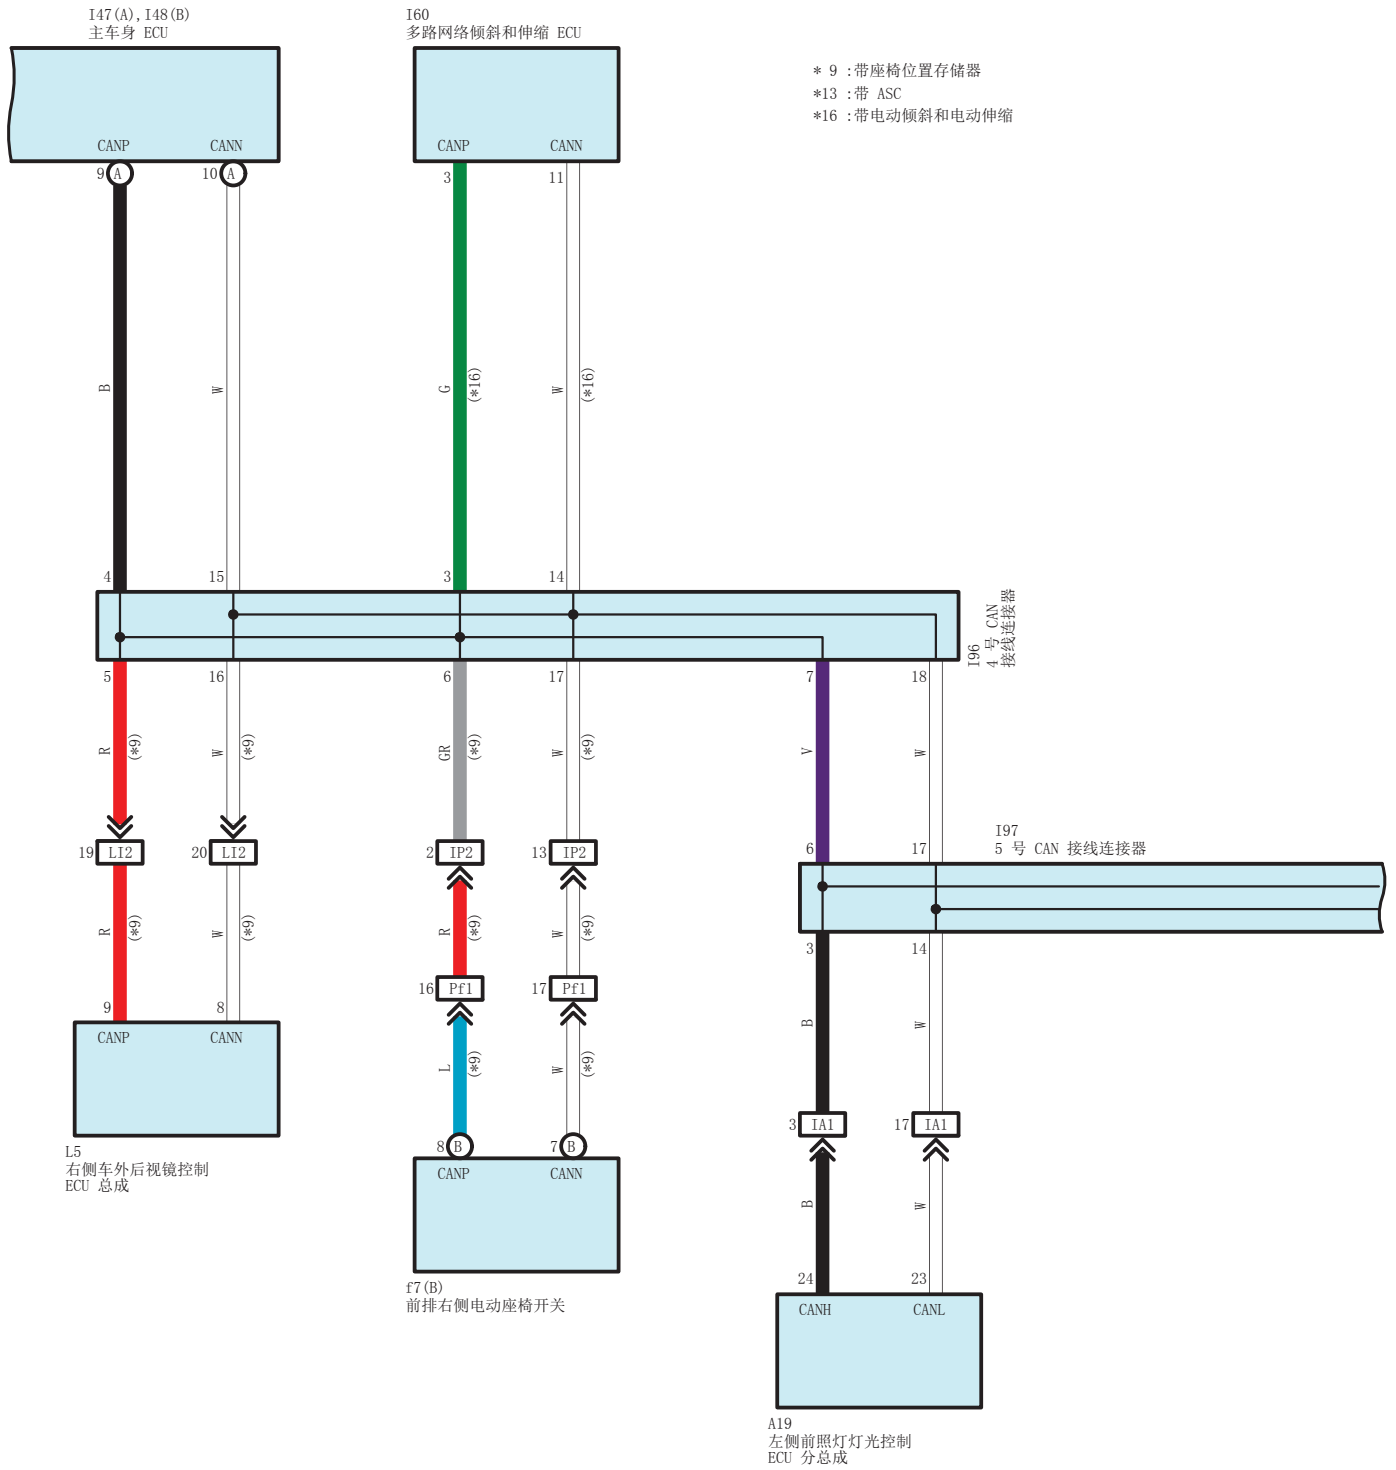 I47(A),I48(B)
主车身 ECU
I60
多路网络倾斜和伸缩 ECU
* 9 :带座椅位置存储器
*13 :带 ASC
*16 :带电动倾斜和电动伸缩
CANP
CANN
CANP
CANN
9
A
10
A
3
11
B
W
G
(*16)
W
(*16)
4
15
3
14
I96
4 号 CAN
接线连接器
5
16
6
17
7
18
R
(*9)
W
(*9)
GR
(*9)
W
(*9)
V
W
I97
5 号 CAN 接线连接器
19
LI2
20
LI2
2
IP2
13
IP2
6
17
R
(*9)
W
(*9)
R
(*9)
W
(*9)
3
14
16
Pf1
17
Pf1
9
8
CANP
CANN
L
(*9)
W
(*9)
B
W
3
IA1
17
IA1
8
B
7
B
L5
右侧车外后视镜控制
ECU 总成
CANP
CANN
B
W
24
23
f7(B)
前排右侧电动座椅开关
CANH
CANL
A19
左侧前照灯灯光控制
ECU 分总成